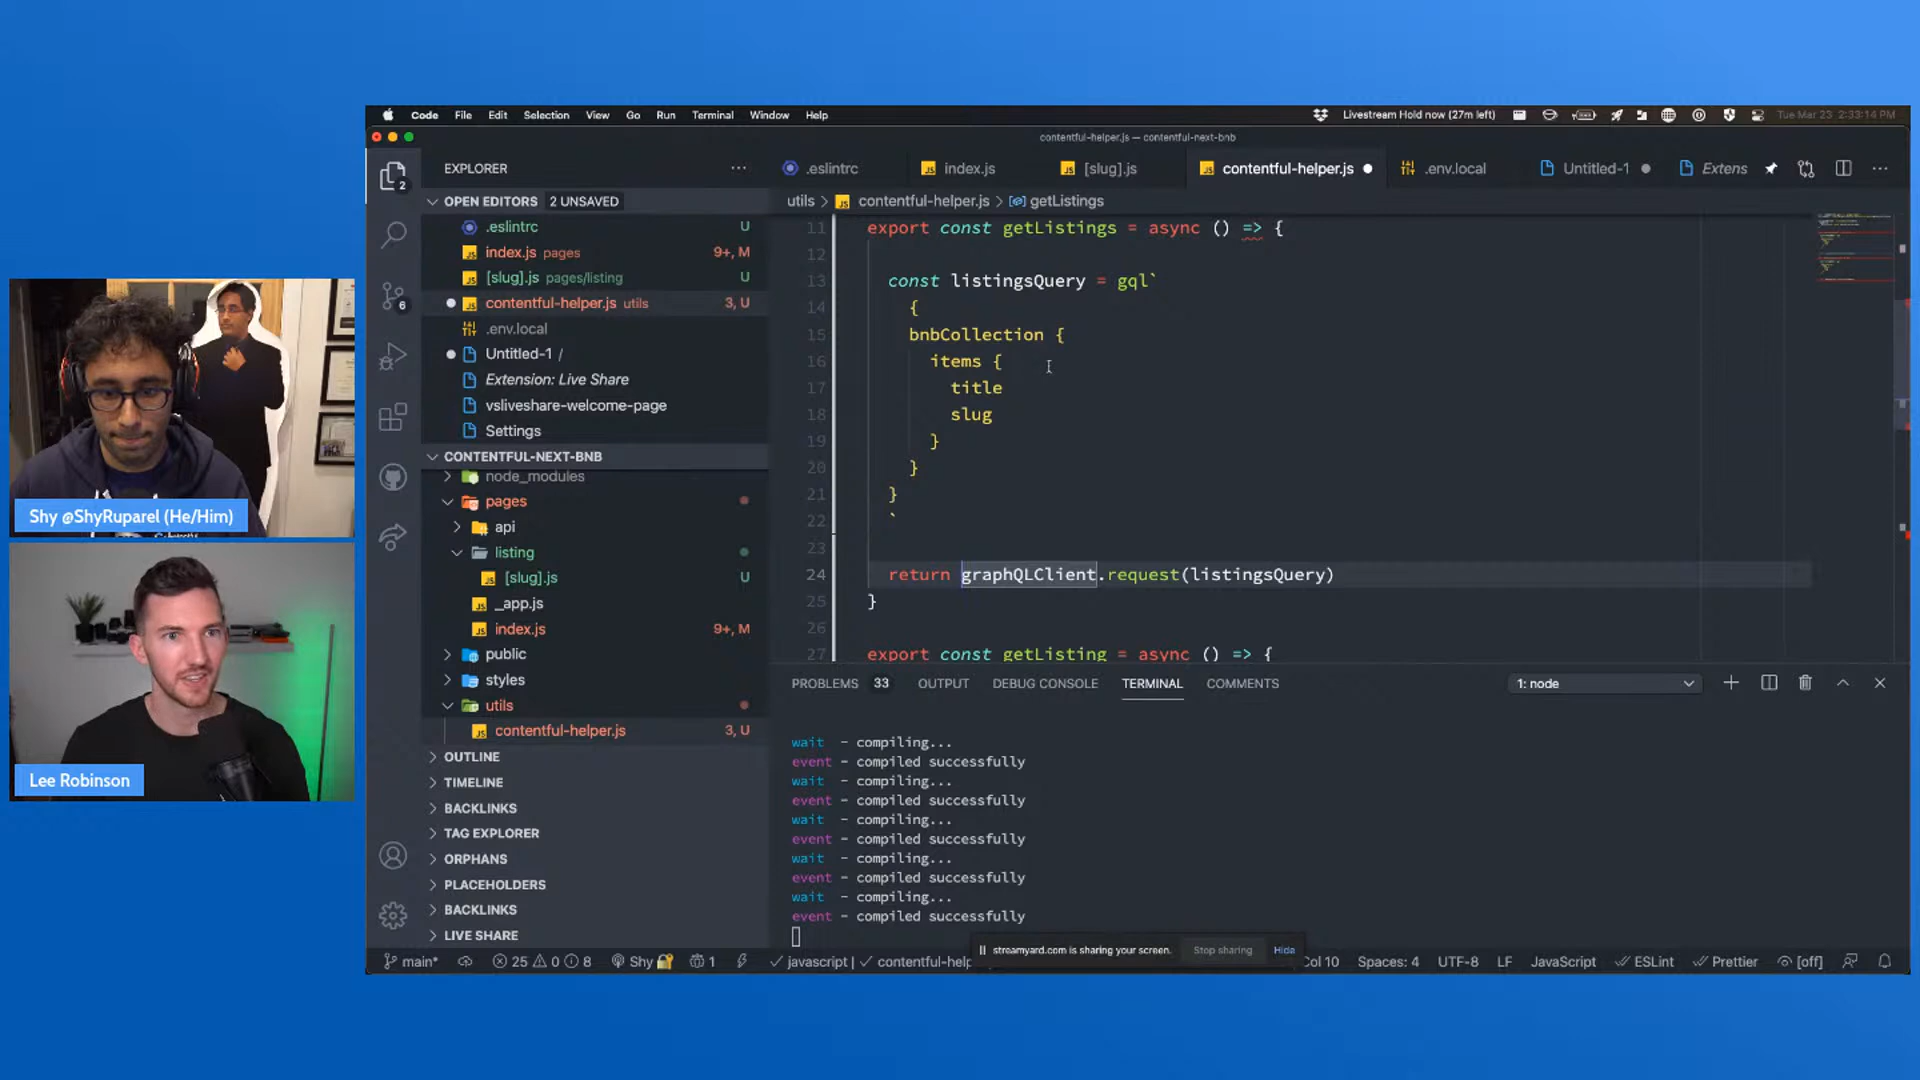 Code File Edit Selection View Go Run Terminal Window Help
Livestream Hold now (27m left)
Tue Mar 23 2:33:14 PM
contentful-helper.js — contentful-next-bnb
EXPLORER
OPEN EDITORS 2 UNSAVED
.eslintrc U
index.js pages 9+, M
[slug].js pages/listing U
contentful-helper.js utils 3, U
.env.local
Untitled-1 /
Extension: Live Share
vsliveshare-welcome-page
Settings
CONTENTFUL-NEXT-BNB
node_modules
pages
api
listing
[slug].js U
_app.js
index.js 9+, M
public
styles
utils
contentful-helper.js 3, U
OUTLINE
TIMELINE
BACKLINKS
TAG EXPLORER
ORPHANS
PLACEHOLDERS
BACKLINKS
LIVE SHARE
2
6
.eslintrc
index.js
[slug].js
contentful-helper.js
.env.local
Untitled-1
Extens
utils > contentful-helper.js > getListings
11 export const getListings = async () => {
12
13 const listingsQuery = gql`
14 {
15 bnbCollection {
16 items {
17 title
18 slug
19 }
20 }
21 }
22 `
23
24 return graphQLClient.request(listingsQuery)
25 }
26
27 export const getListing = async () => {
PROBLEMS 33 OUTPUT DEBUG CONSOLE TERMINAL COMMENTS
1: node
wait - compiling...
event - compiled successfully
wait - compiling...
event - compiled successfully
wait - compiling...
event - compiled successfully
wait - compiling...
event - compiled successfully
wait - compiling...
event - compiled successfully
streamyard.com is sharing your screen. Stop sharing Hide
main* 25 0 8 Shy 1 javascript | contentful-help
Col 10 Spaces: 4 UTF-8 LF JavaScript ESLint Prettier [off]
Shy @ShyRuparel (He/Him)
Lee Robinson